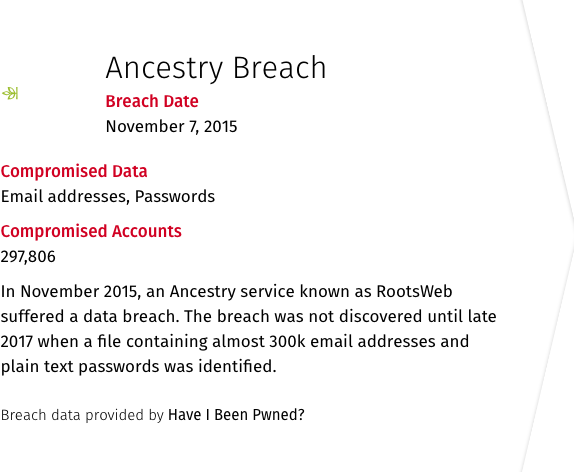 Ancestry Breach
Breach Date
November 7, 2015
Compromised Data
Email addresses, Passwords
Compromised Accounts
297,806
In November 2015, an Ancestry service known as RootsWeb
suffered a data breach. The breach was not discovered until late
2017 when a file containing almost 300k email addresses and
plain text passwords was identified.
Breach data provided by Have I Been Pwned?